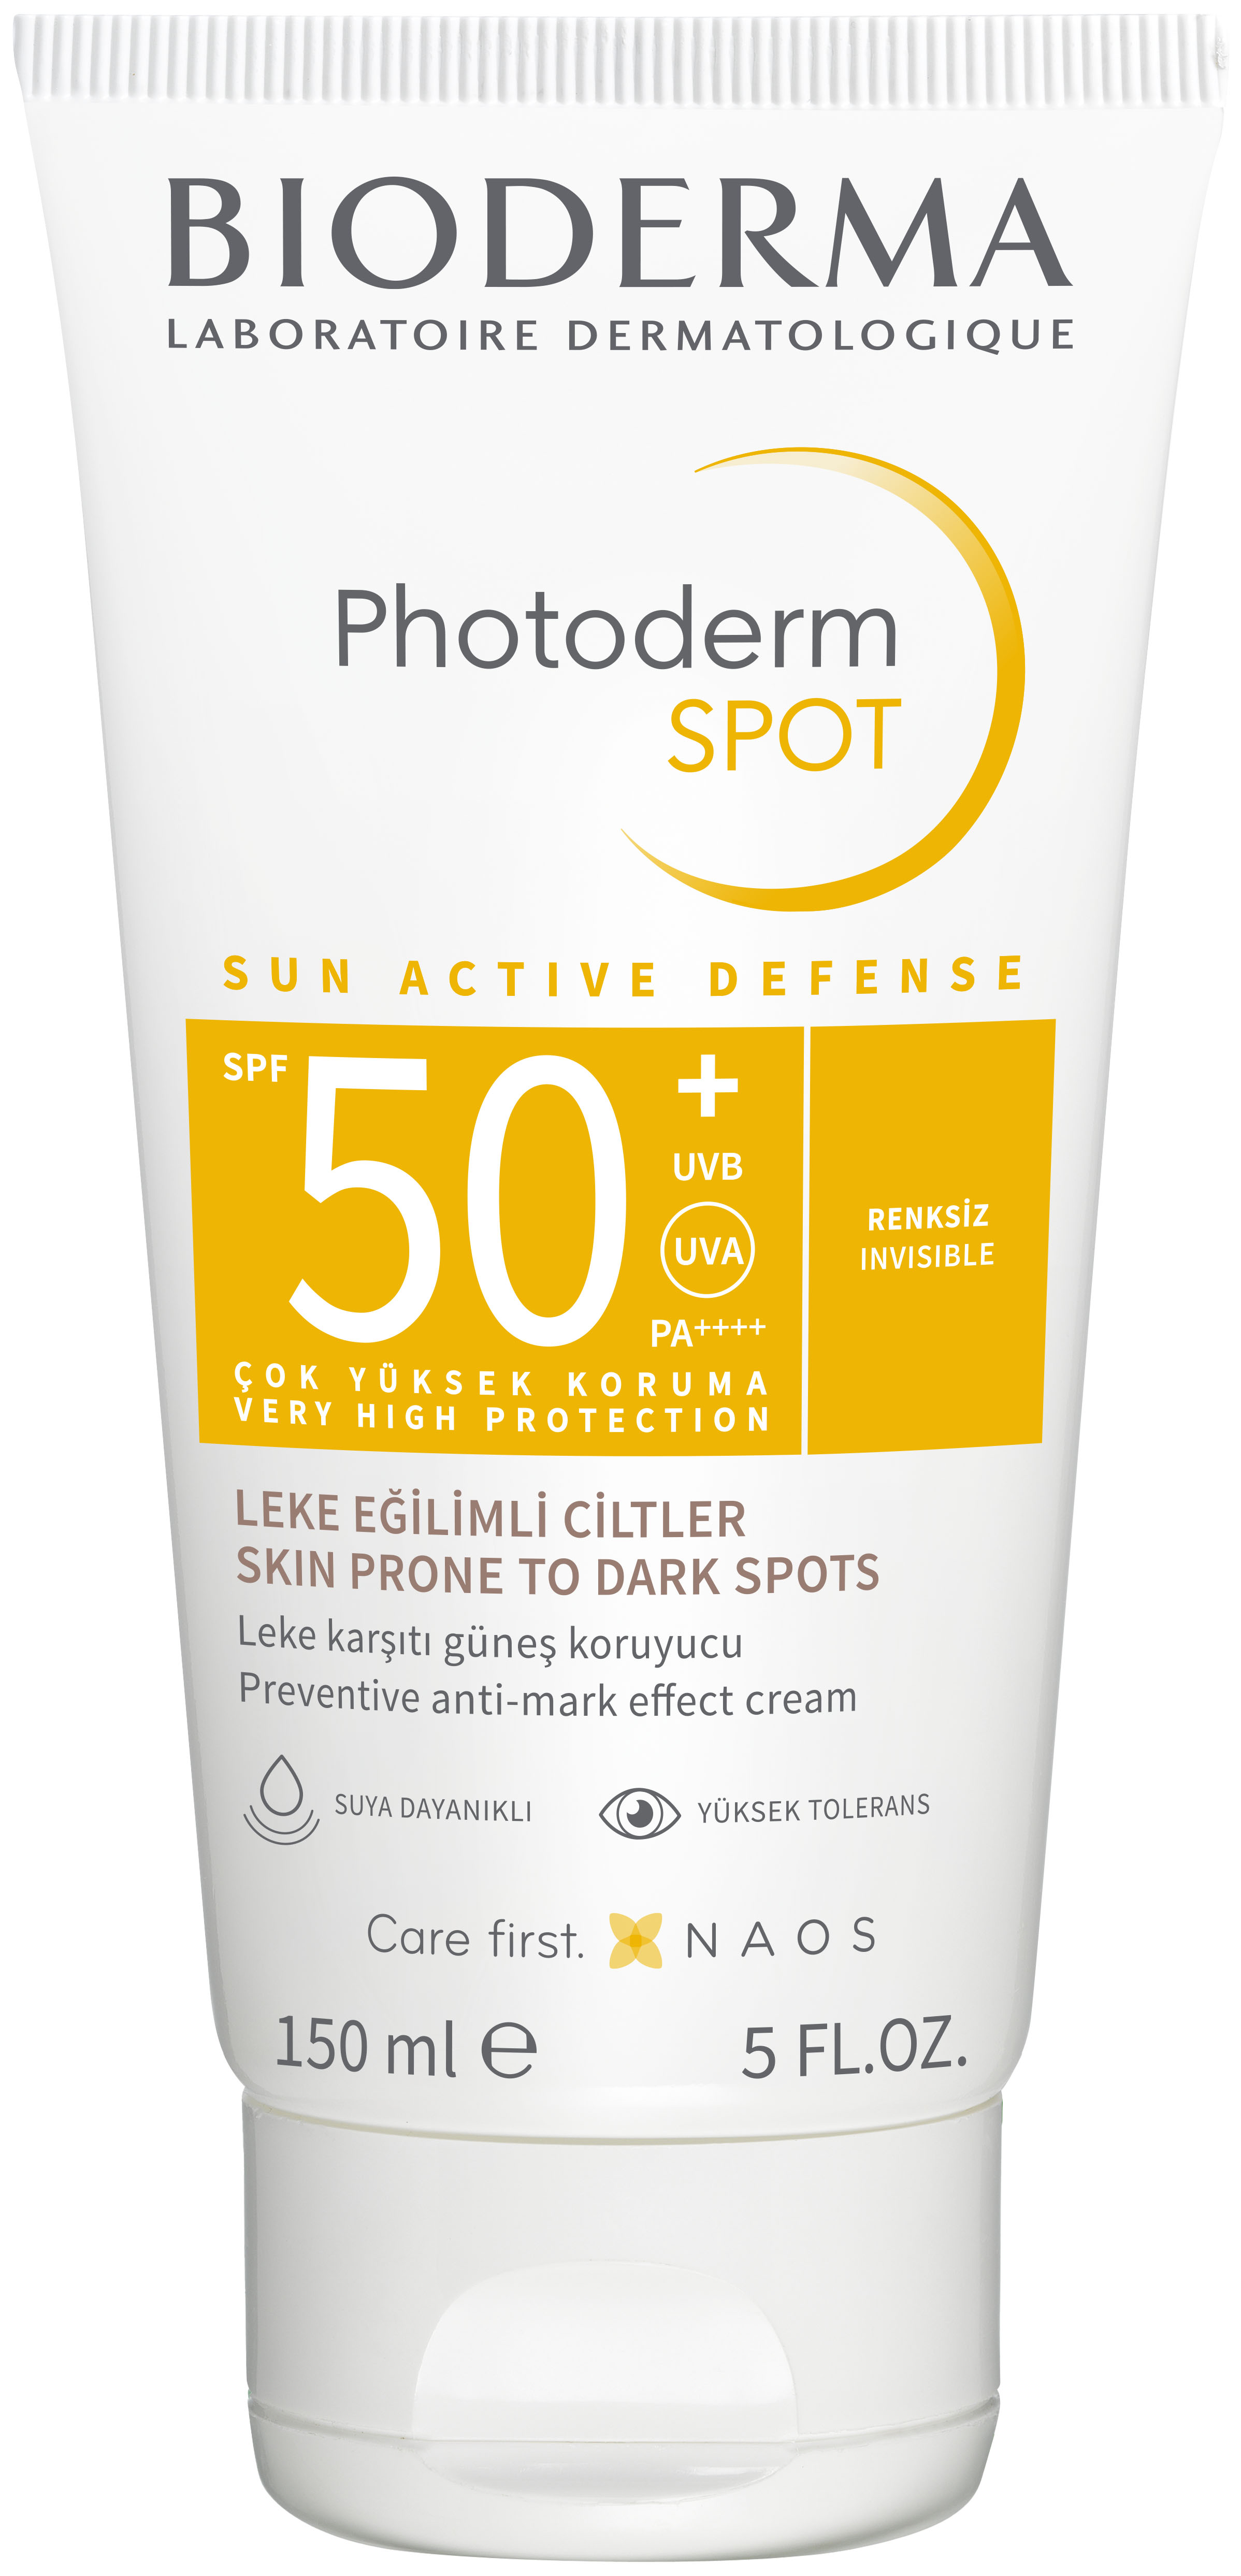 BIODERMA
LABORATOIRE DERMATOLOGIQUE
Photoderm
SPOT
SUN ACTIVE DEFENSE
SPF 50+
UVB
UVA
PA++++
ÇOK YÜKSEK KORUMA
VERY HIGH PROTECTION
RENKSİZ
INVISIBLE
LEKE EĞİLİMLİ CİLTLER
SKIN PRONE TO DARK SPOTS
Leke karşıtı güneş koruyucu
Preventive anti-mark effect cream
SUYA DAYANIKLI
YÜKSEK TOLERANS
Care first. NAOS
150 ml ℮ 5 FL.OZ.